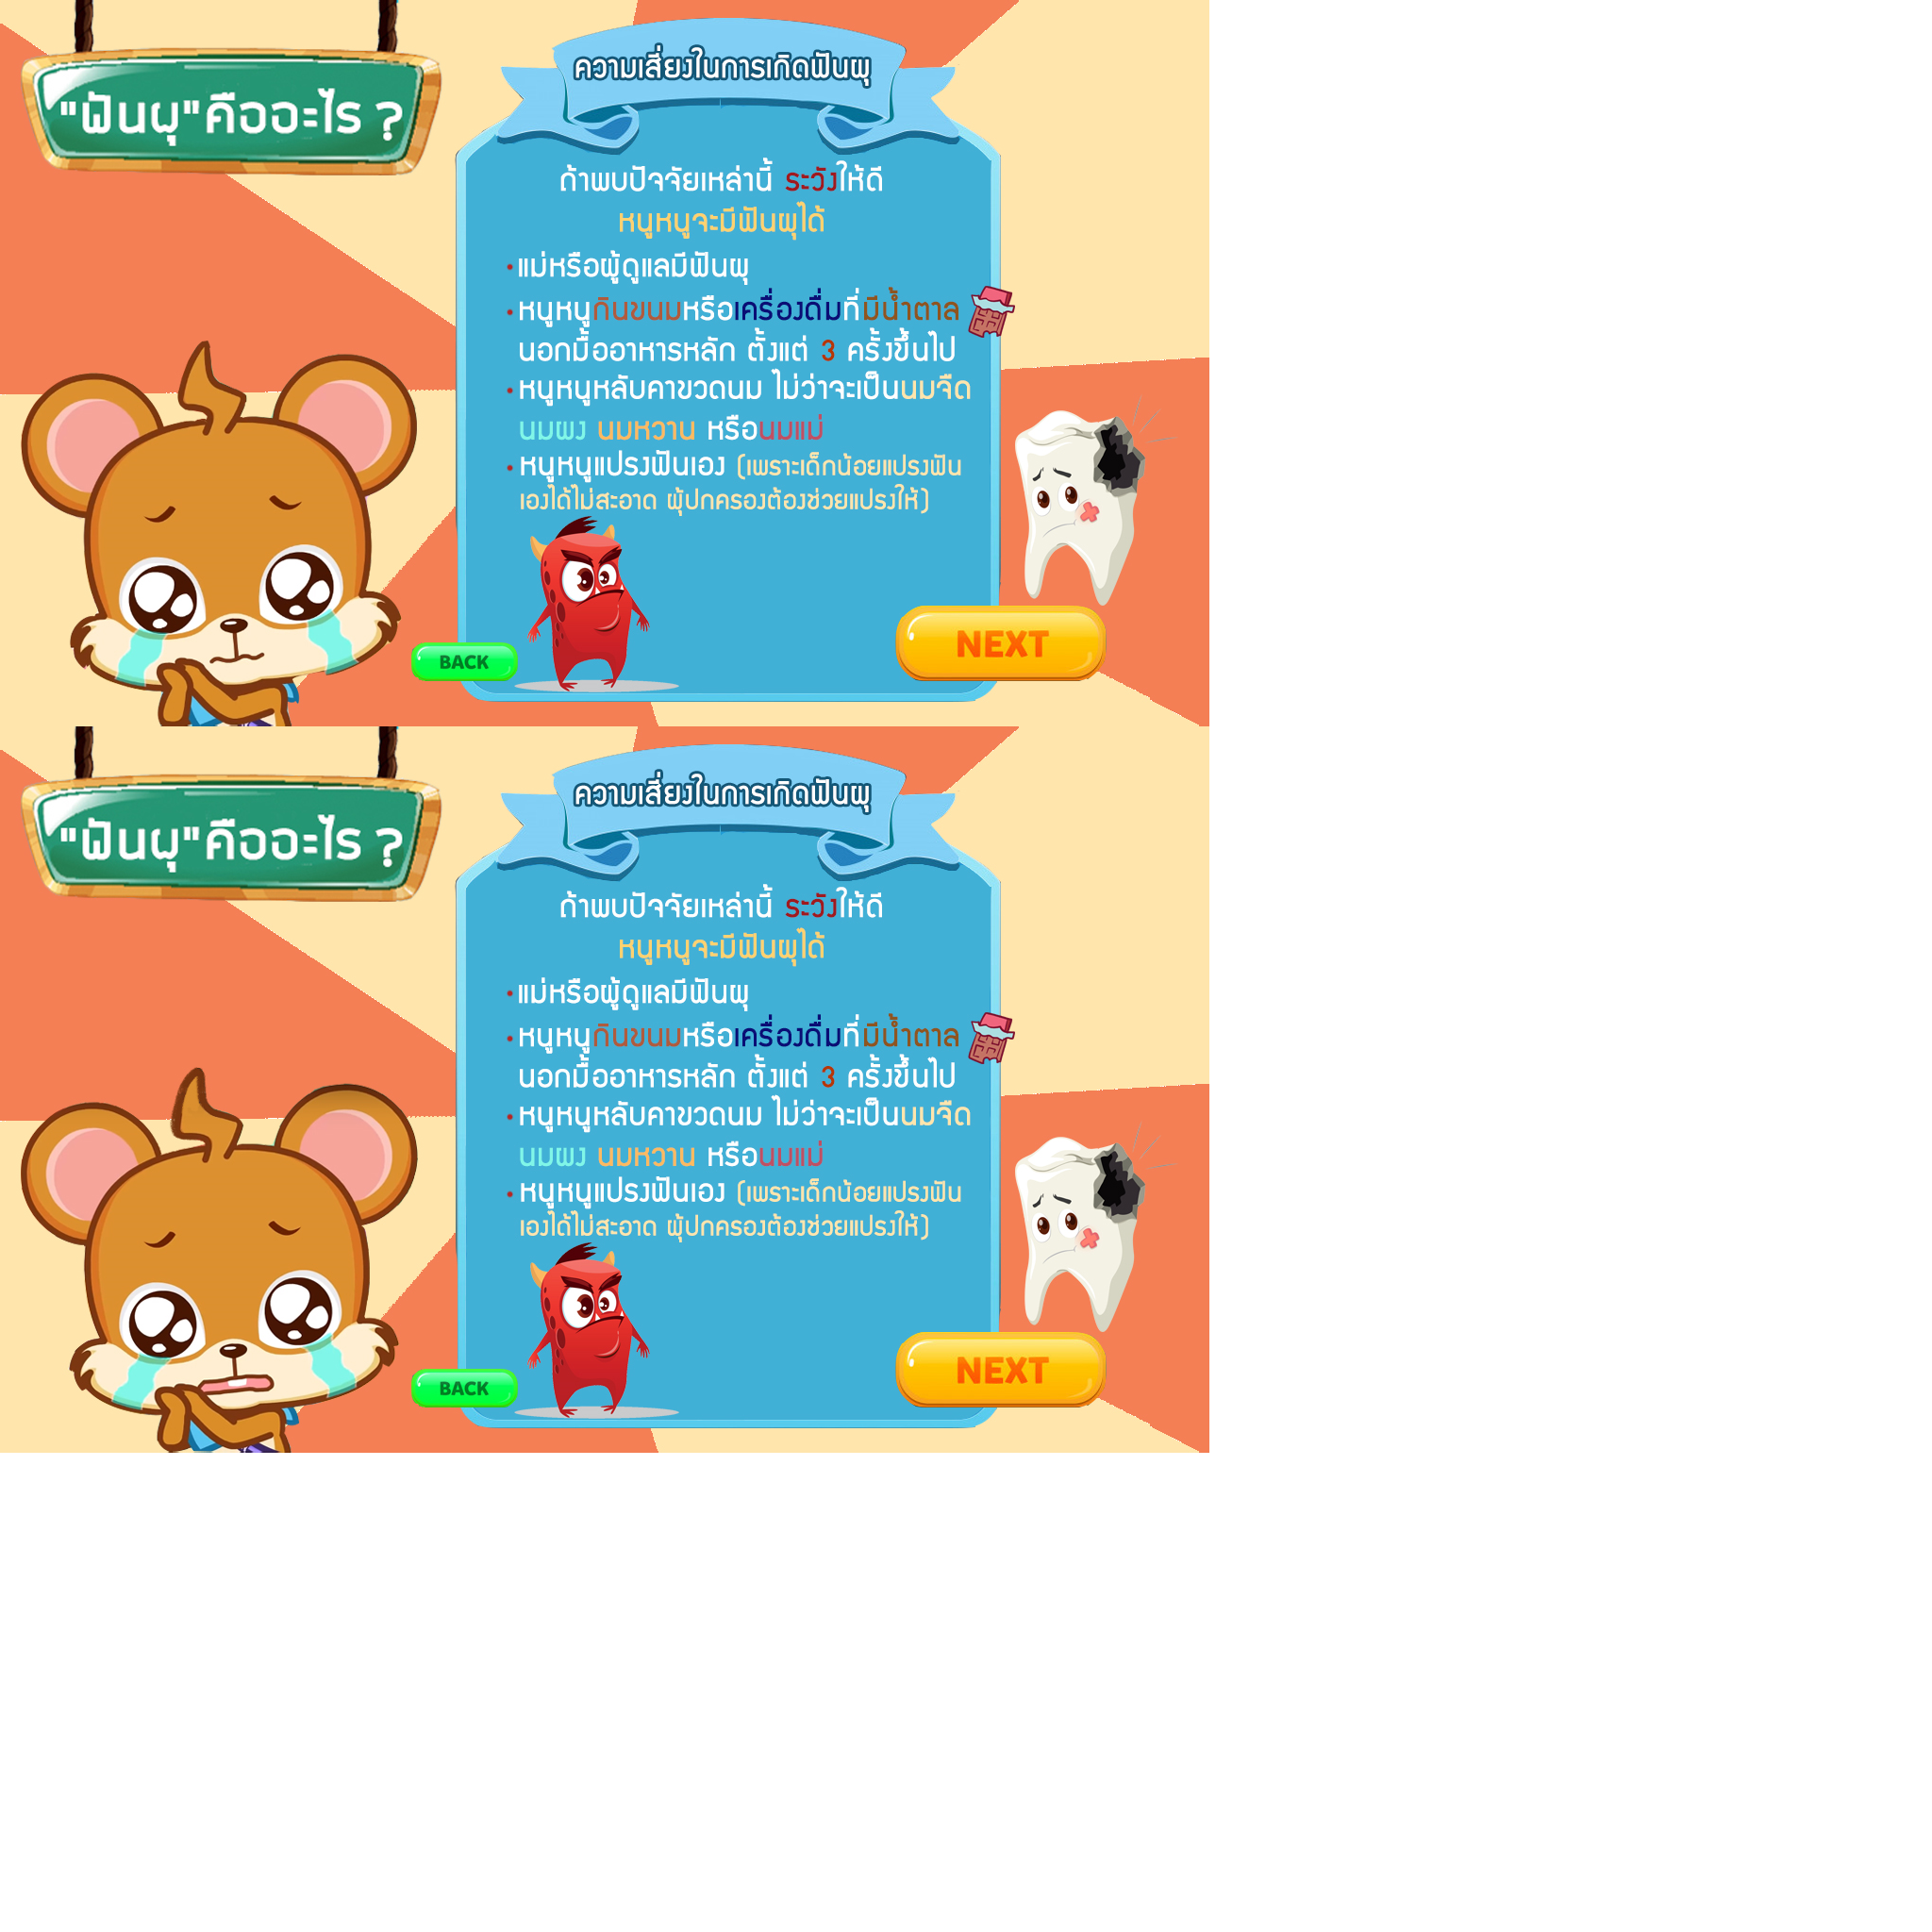 "ฟันผุ"คืออะไร ?
ความเสี่ยงในการเกิดฟันผุ
ถ้าพบปัจจัยเหล่านี้ ระวังให้ดี
หนูหนูจะมีฟันผุได้
•แม่หรือผู้ดูแลมีฟันผุ
•หนูหนูกินขนมหรือเครื่องดื่มที่มีน้ำตาล
นอกมื้ออาหารหลัก ตั้งแต่ 3 ครั้งขึ้นไป
•หนูหนูหลับคาขวดนม ไม่ว่าจะเป็นนมจืด
นมผง นมหวาน หรือนมแม่
•หนูหนูแปรงฟันเอง (เพราะเด็กน้อยแปรงฟัน
เองได้ไม่สะอาด ผุ้ปกครองต้องช่วยแปรงให้)
BACK
NEXT
"ฟันผุ"คืออะไร ?
ความเสี่ยงในการเกิดฟันผุ
ถ้าพบปัจจัยเหล่านี้ ระวังให้ดี
หนูหนูจะมีฟันผุได้
•แม่หรือผู้ดูแลมีฟันผุ
•หนูหนูกินขนมหรือเครื่องดื่มที่มีน้ำตาล
นอกมื้ออาหารหลัก ตั้งแต่ 3 ครั้งขึ้นไป
•หนูหนูหลับคาขวดนม ไม่ว่าจะเป็นนมจืด
นมผง นมหวาน หรือนมแม่
•หนูหนูแปรงฟันเอง (เพราะเด็กน้อยแปรงฟัน
เองได้ไม่สะอาด ผุ้ปกครองต้องช่วยแปรงให้)
BACK
NEXT